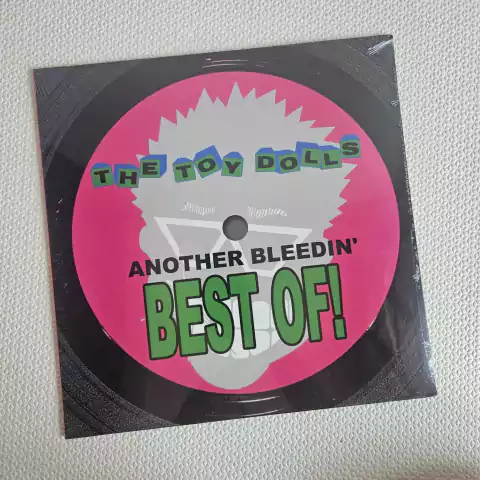 THE TOY DOLLS
ANOTHER BLEEDIN'
BEST OF!